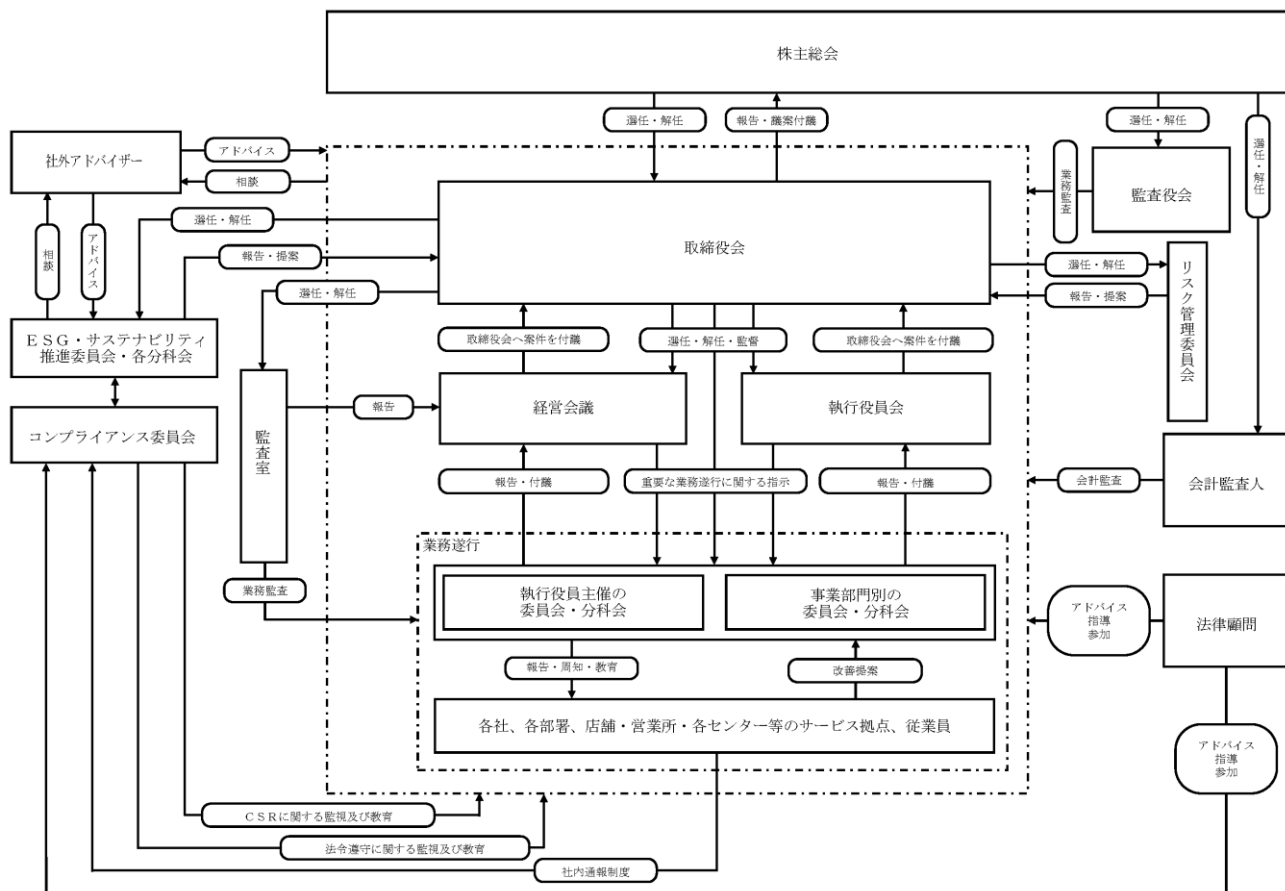 株主総会
選任・解任
報告・議案付議
選任・解任
選任・解任
社外アドバイザー
アドバイス
相談
業務監査
監査役会
相談
アドバイス
選任・解任
報告・提案
選任・解任
取締役会
選任・解任
報告・提案
リスク管理委員会
ESG・サステナビリティ
推進委員会・各分科会
取締役会へ案件を付議
選任・解任・監督
取締役会へ案件を付議
コンプライアンス委員会
監査室
報告
経営会議
執行役員会
報告・付議
重要な業務遂行に関する指示
報告・付議
会計監査
会計監査人
業務遂行
業務監査
執行役員主催の
委員会・分科会
事業部門別の
委員会・分科会
アドバイス
指導
参加
法律顧問
報告・周知・教育
改善提案
各社、各部署、店舗・営業所・各センター等のサービス拠点、従業員
アドバイス
指導
参加
CSRに関する監視及び教育
法令遵守に関する監視及び教育
社内通報制度